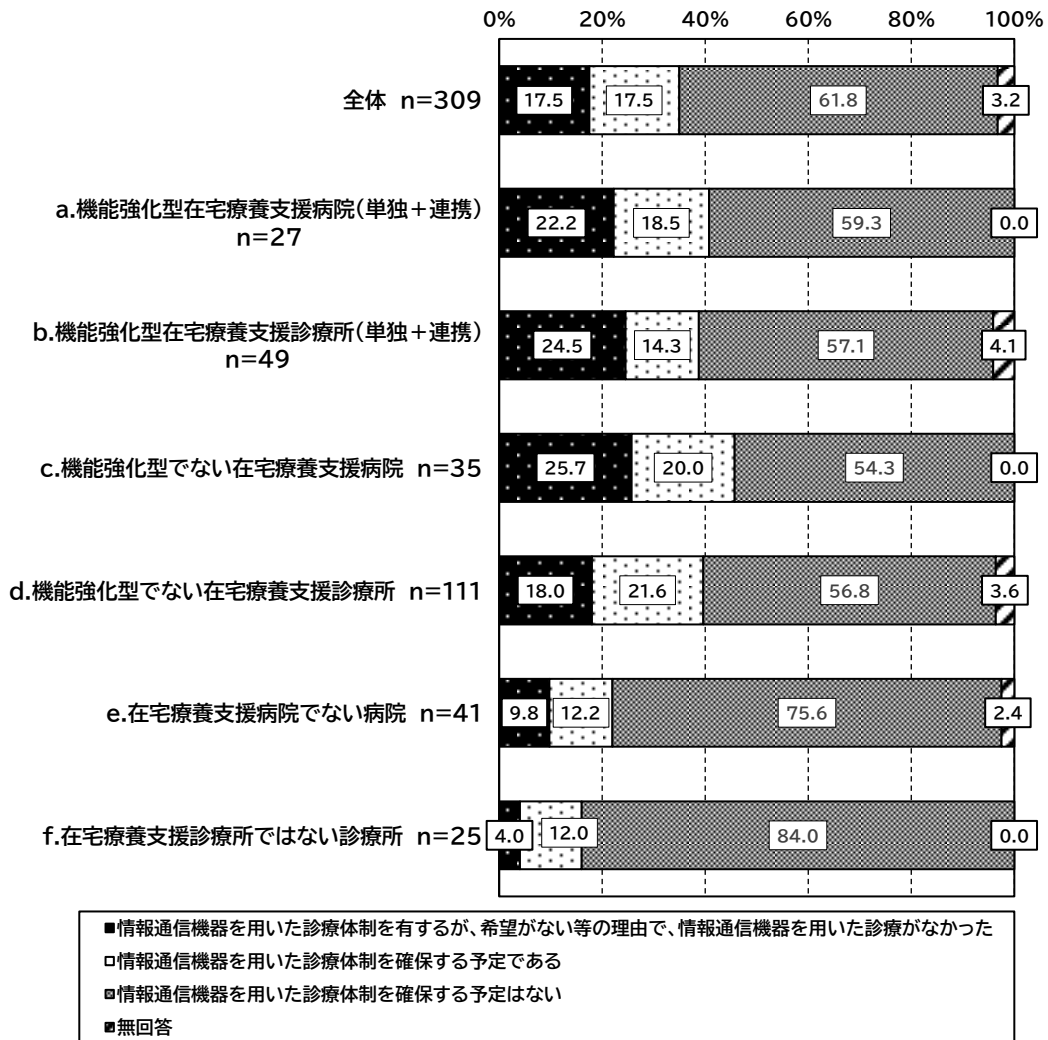 0% 20% 40% 60% 80% 100%
全体 n=309
17.5 17.5 61.8 3.2
a.機能強化型在宅療養支援病院(単独+連携)
n=27
22.2 18.5 59.3 0.0
b.機能強化型在宅療養支援診療所(単独+連携)
n=49
24.5 14.3 57.1 4.1
c.機能強化型でない在宅療養支援病院 n=35
25.7 20.0 54.3 0.0
d.機能強化型でない在宅療養支援診療所 n=111
18.0 21.6 56.8 3.6
e.在宅療養支援病院でない病院 n=41
9.8 12.2 75.6 2.4
f.在宅療養支援診療所ではない診療所 n=25
4.0 12.0 84.0 0.0
情報通信機器を用いた診療体制を有するが、希望がない等の理由で、情報通信機器を用いた診療がなかった
情報通信機器を用いた診療体制を確保する予定である
情報通信機器を用いた診療体制を確保する予定はない
無回答